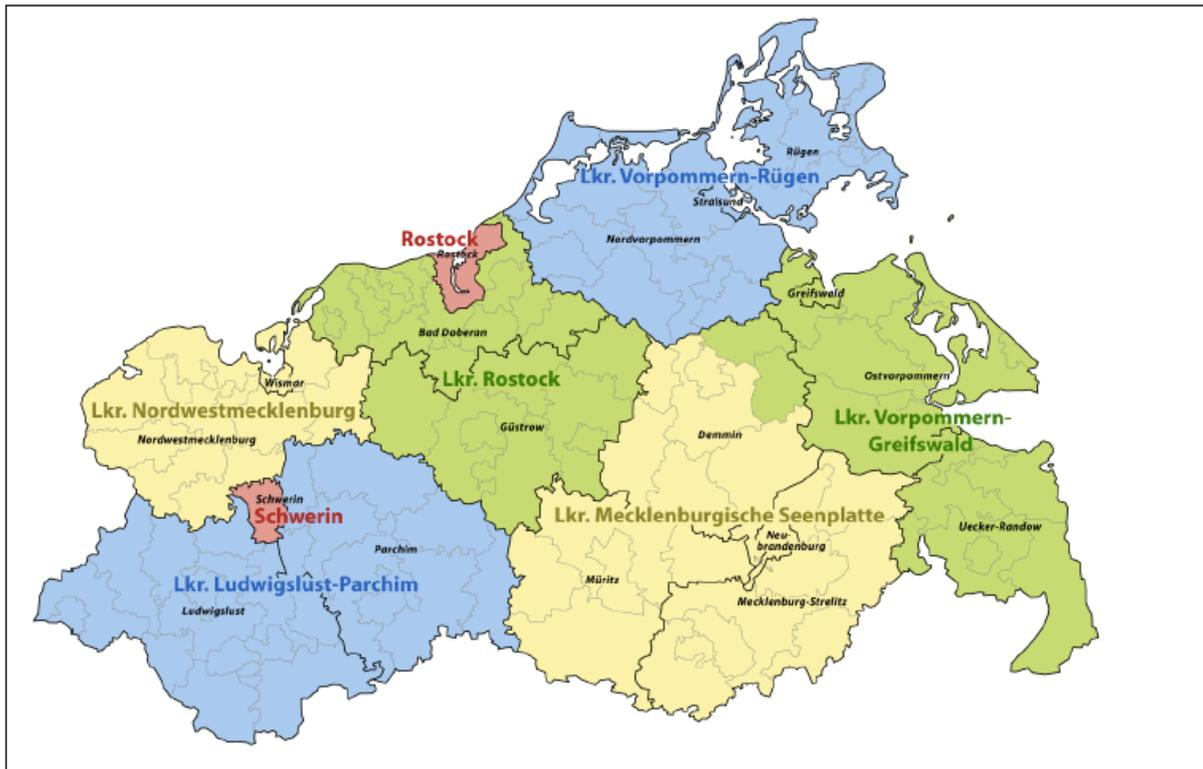 Rügen
Lkr. Vorpommern-Rügen
Stralsund
Nordvorpommern
Rostock
Rostock
Greifswald
Bad Doberan
Lkr. Rostock
Ostvorpommern
Wismar
Lkr. Nordwestmecklenburg
Nordwestmecklenburg
Güstrow
Demmin
Lkr. Vorpommern-
Greifswald
Schwerin
Schwerin
Lkr. Mecklenburgische Seenplatte
Uecker-Randow
Neu-
brandenburg
Parchim
Lkr. Ludwigslust-Parchim
Ludwigslust
Müritz
Mecklenburg-Strelitz